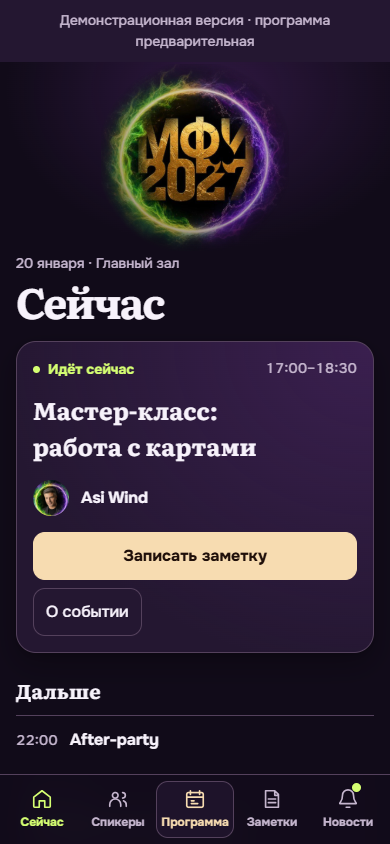 Демонстрационная версия · программа
предварительная
МФИ
2027
20 января · Главный зал
Сейчас
Идёт сейчас
17:00–18:30
Мастер-класс:
работа с картами
Asi Wind
Записать заметку
О событии
Дальше
22:00 After-party
Сейчас
Спикеры
Программа
Заметки
Новости